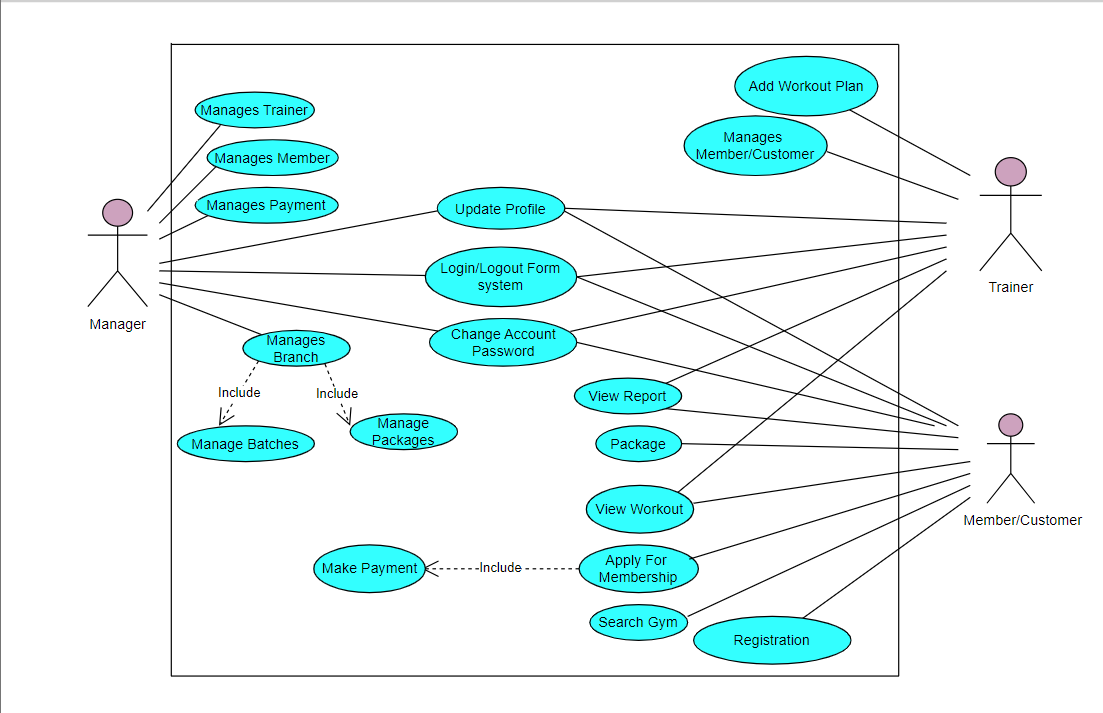 Add Workout Plan
Manages Trainer
Manages
Member/Customer
Manages Member
Manages Payment
Update Profile
Login/Logout Form
system
Trainer
Manager
Change Account
Password
Manages
Branch
Include
Include
View Report
Manage Batches
Manage
Packages
Package
View Workout
Member/Customer
Make Payment
Include
Apply For
Membership
Search Gym
Registration